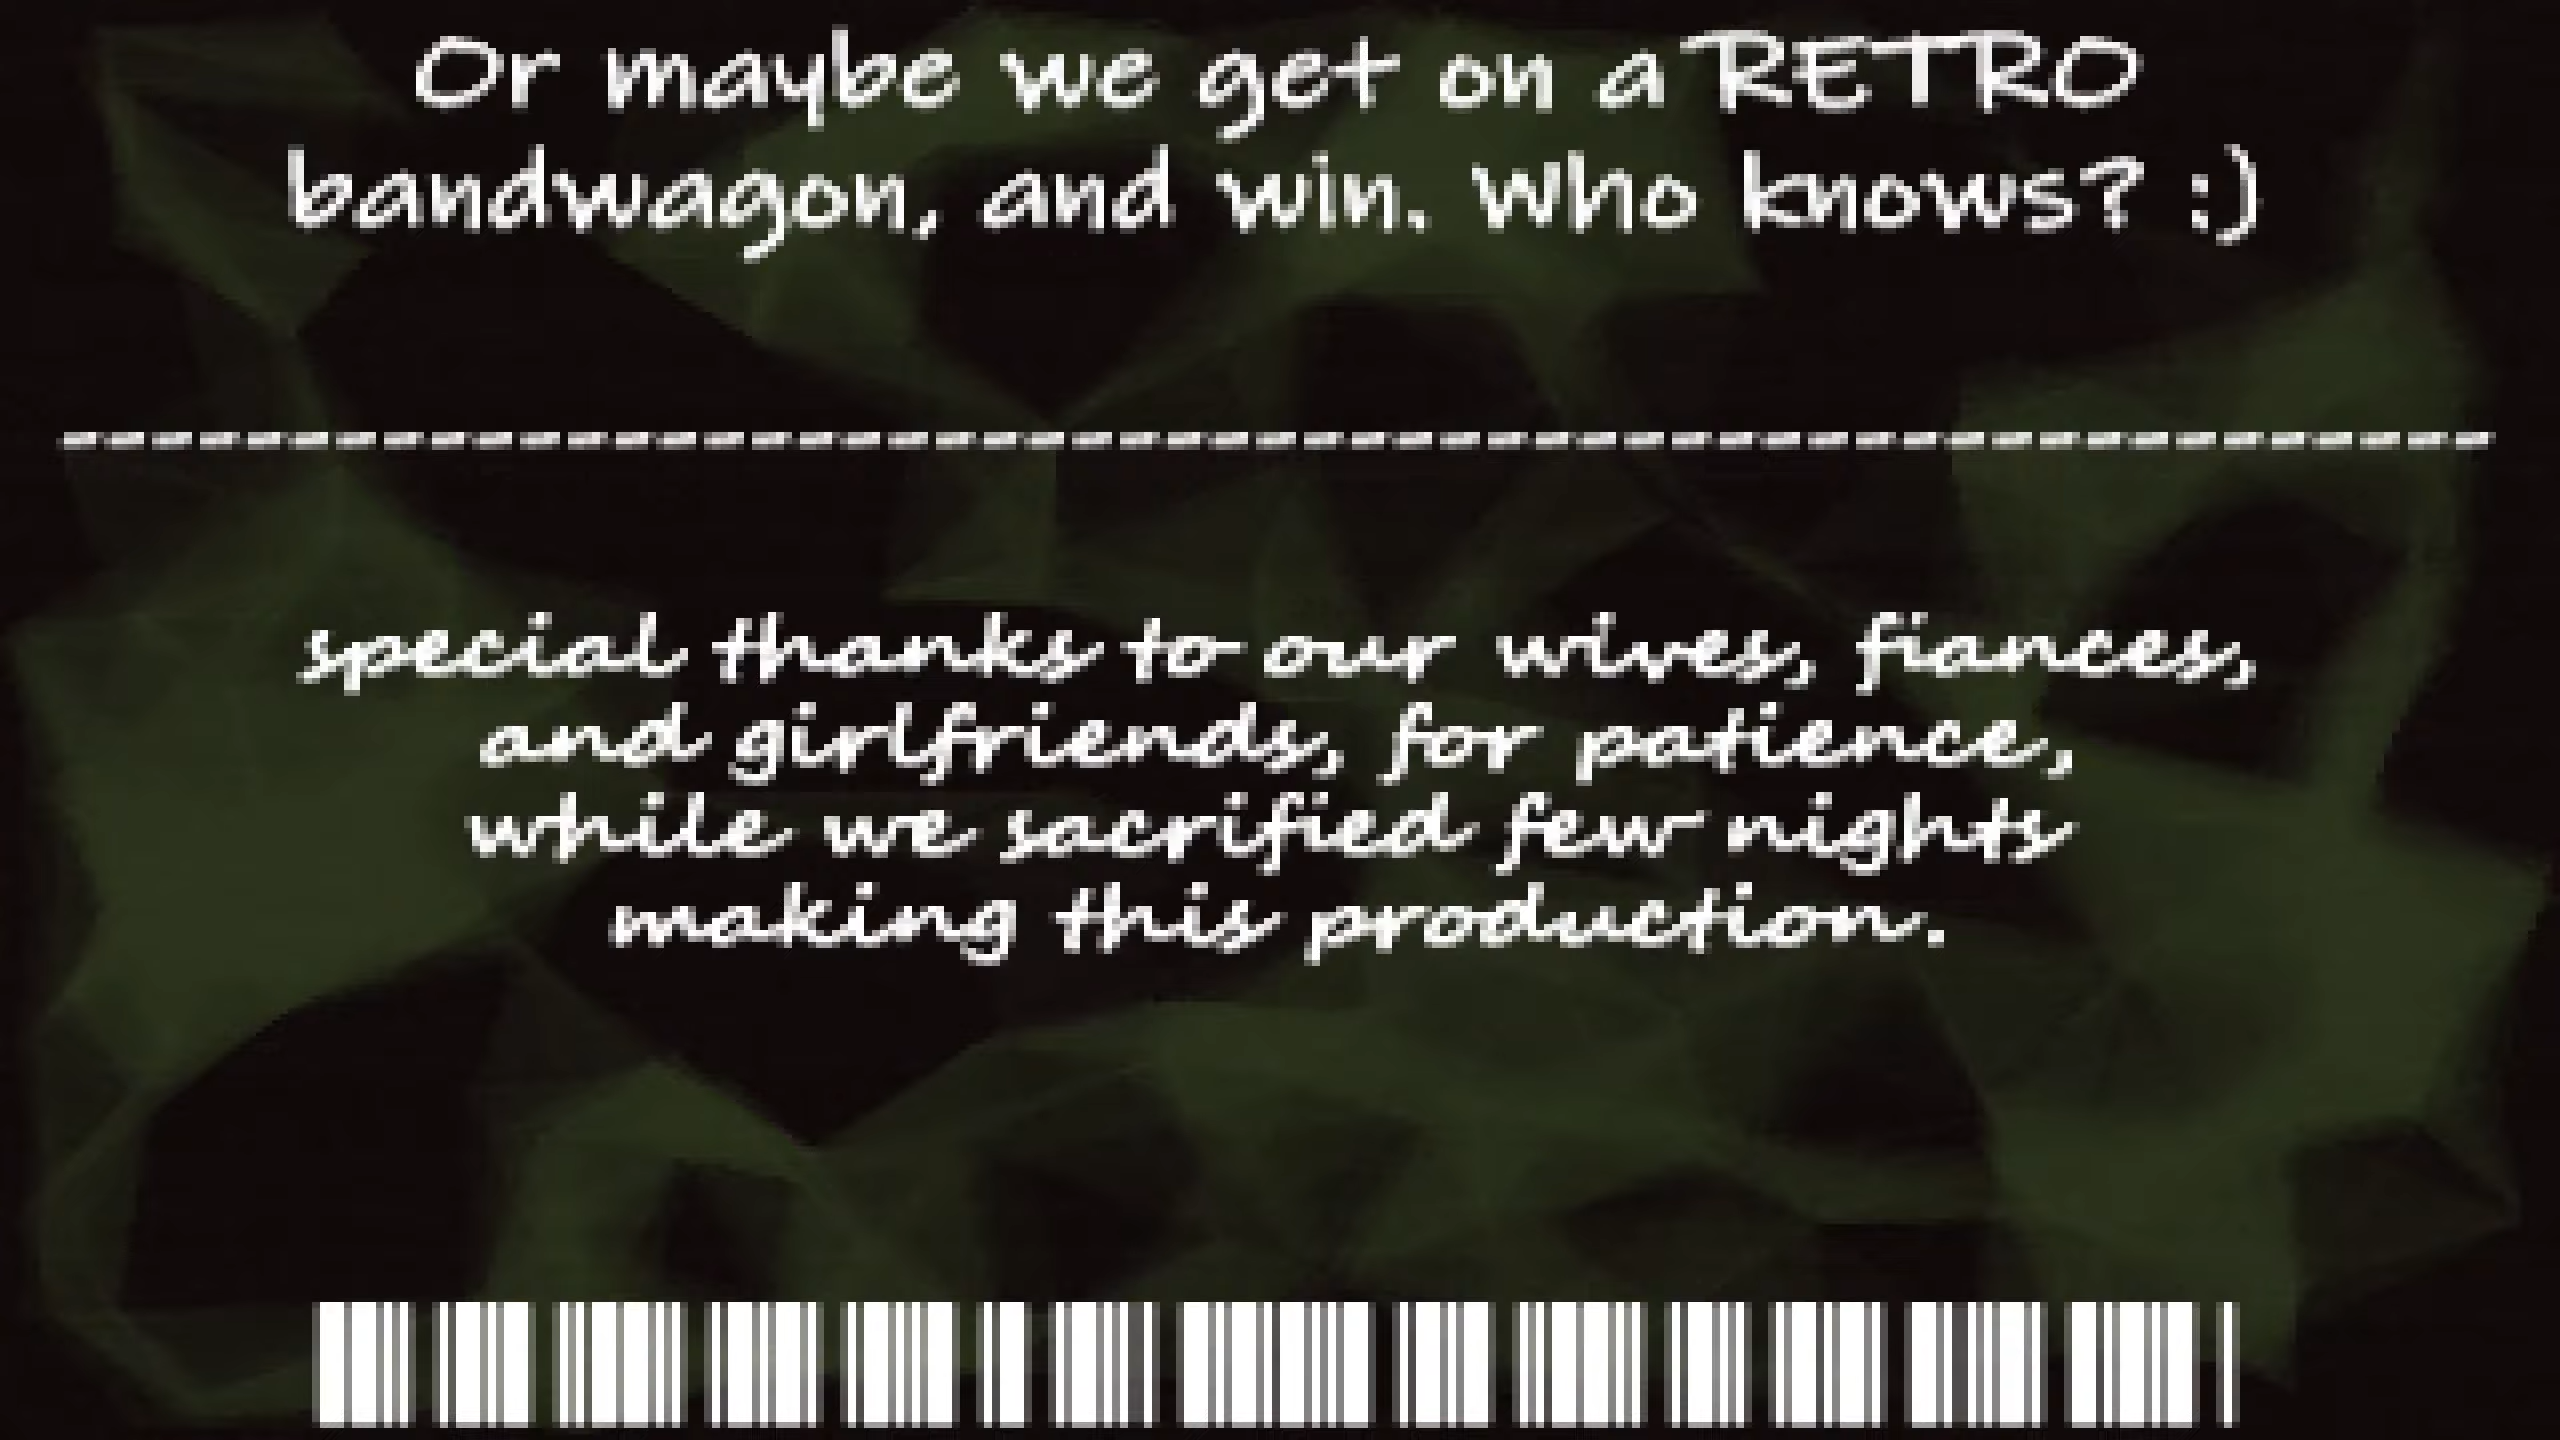 Or maybe we get on a RETRO
bandwagon, and win. Who knows? :)
------------------------------------------------------
special thanks to our wives, fiances,
and girlfriends, for patience,
while we sacrified few nights
making this production.